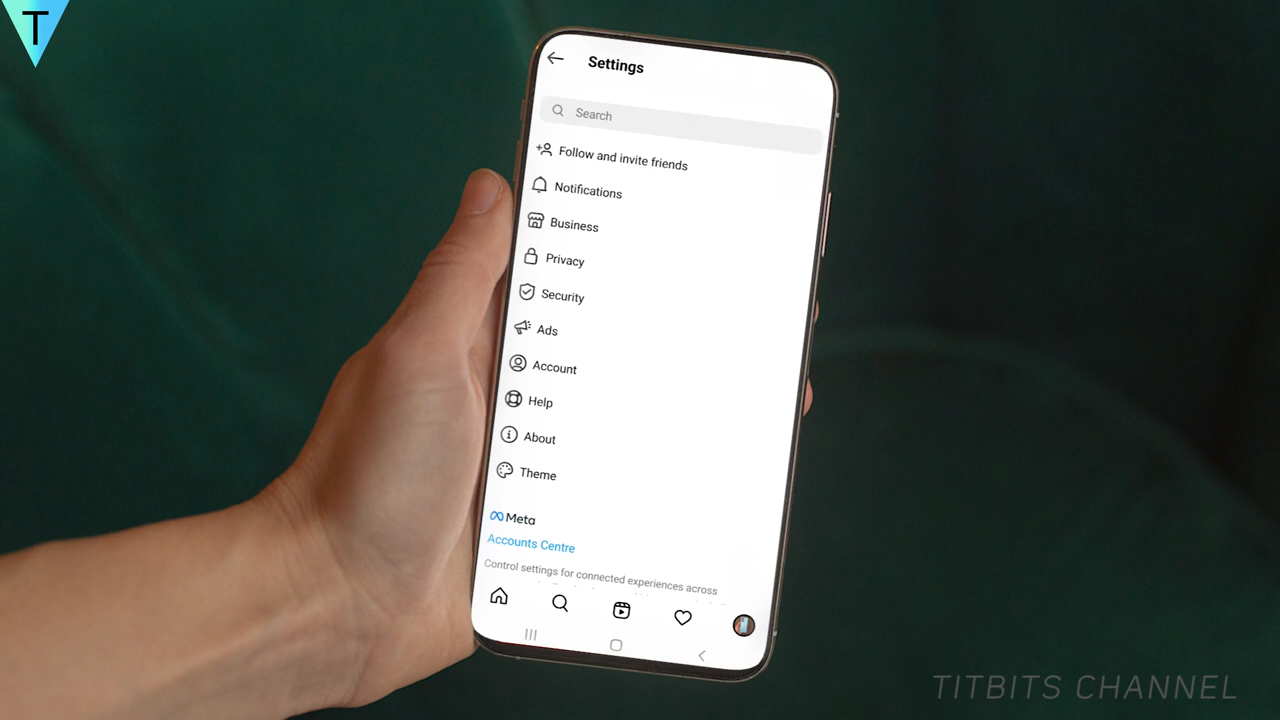 T
Settings
Search
Follow and invite friends
Notifications
Business
Privacy
Security
Ads
Account
Help
About
Theme
Meta
Accounts Centre
Control settings for connected experiences across
TITBITS CHANNEL